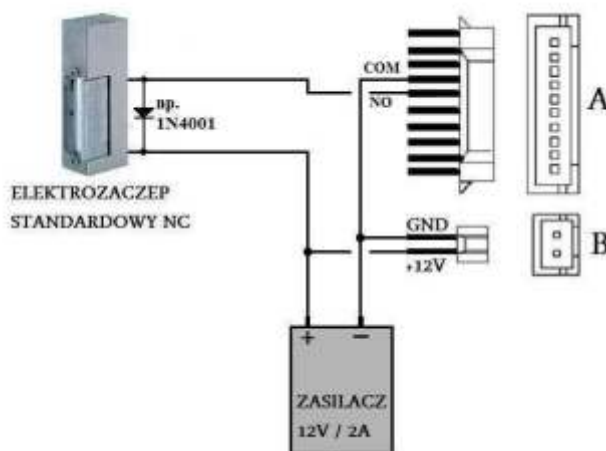 COM
NO
np.
1N4001
A
ELEKTROZACZEP
STANDARDOWY NC
GND
+12V
B
+ −
ZASILACZ
12V / 2A